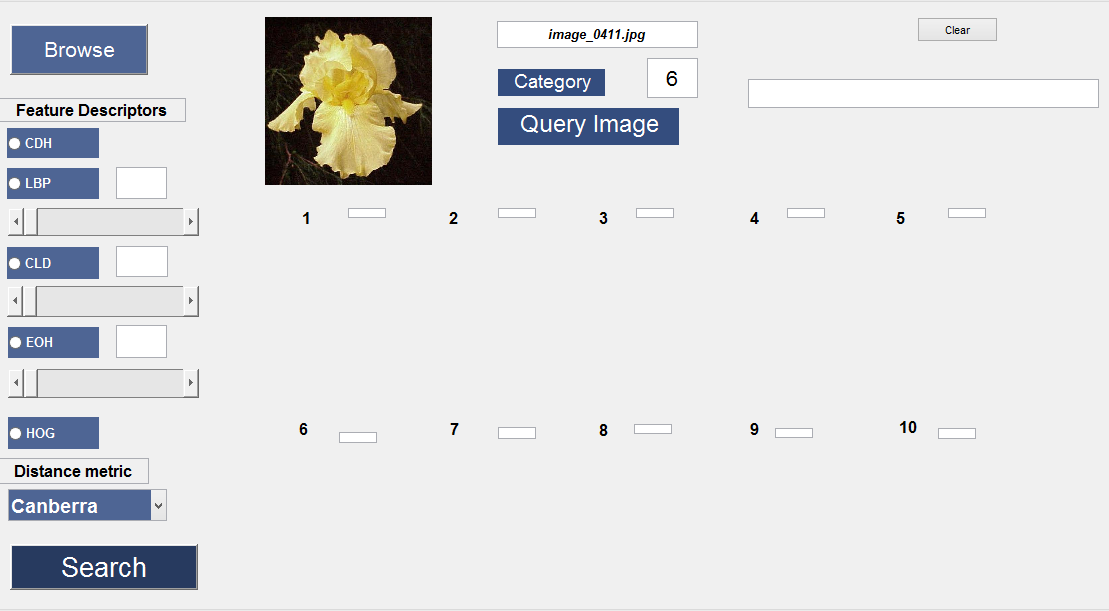 Browse
image_0411.jpg
Clear
Category
6
Feature Descriptors
Query Image
CDH
LBP
1
2
3
4
5
CLD
EOH
HOG
6
7
8
9
10
Distance metric
Canberra
Search